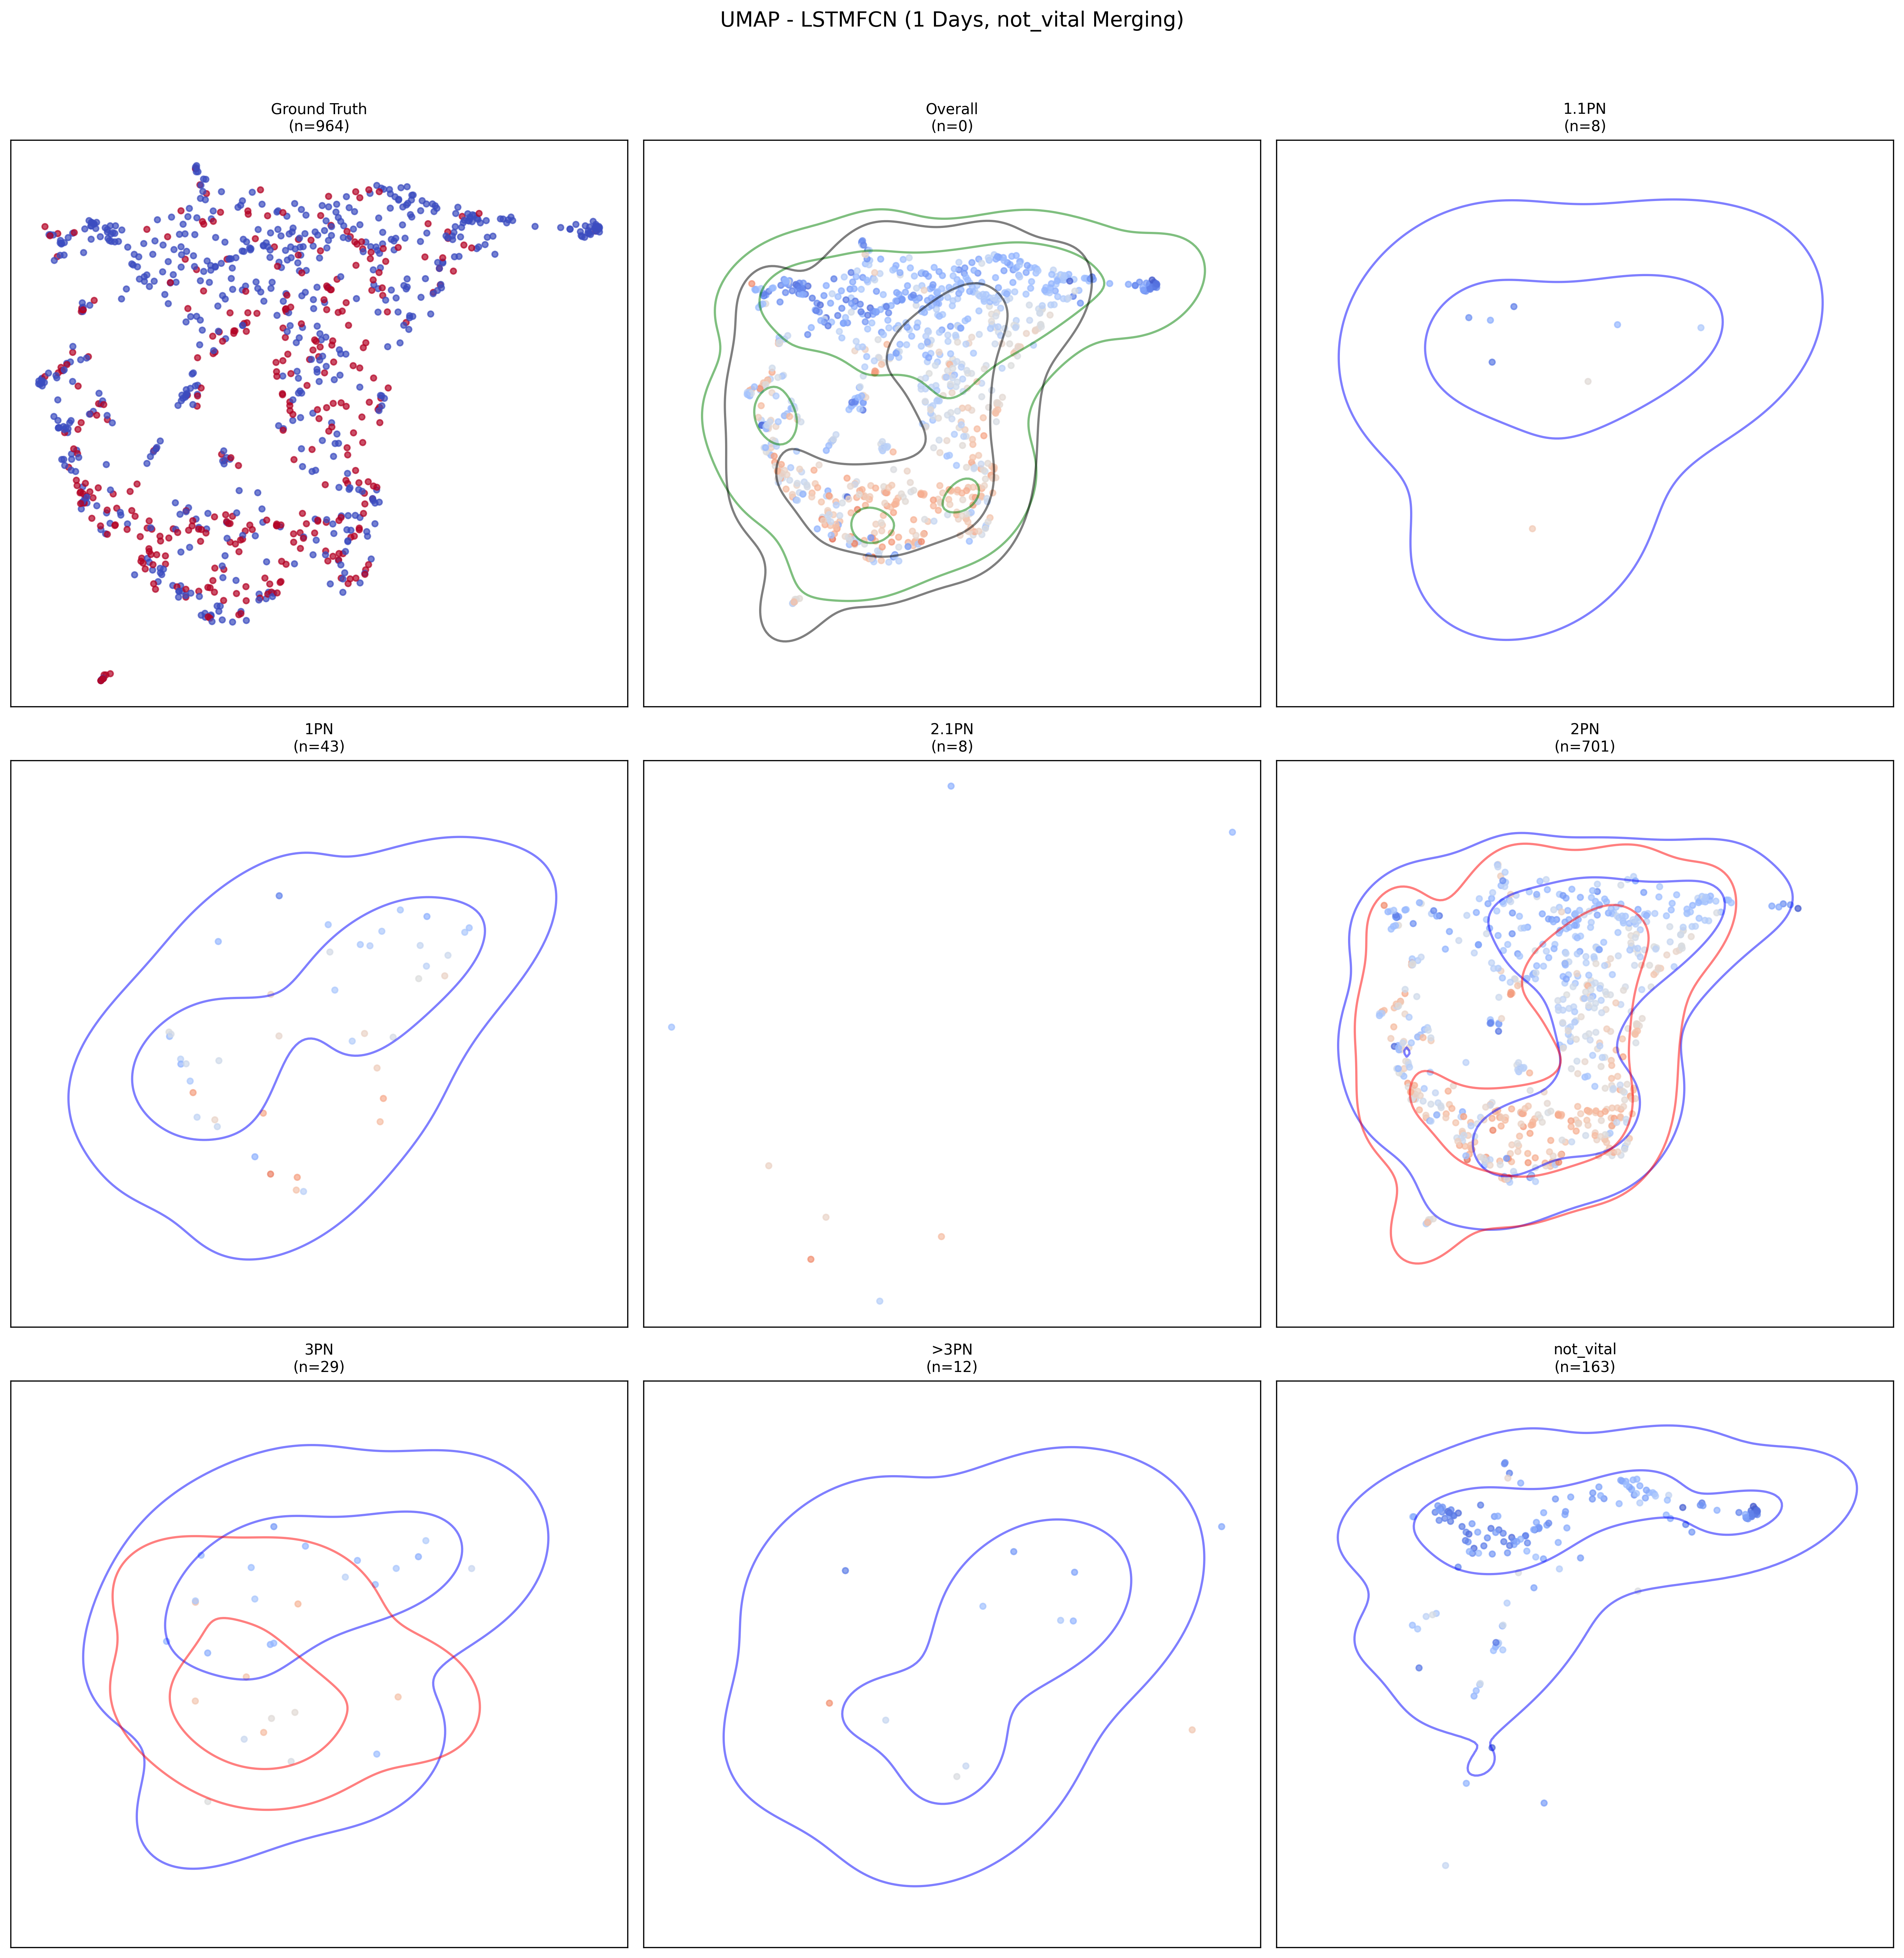 UMAP - LSTMFCN (1 Days, not_vital Merging)
Ground Truth
(n=964)
Overall
(n=0)
1.1PN
(n=8)
1PN
(n=43)
2.1PN
(n=8)
2PN
(n=701)
3PN
(n=29)
>3PN
(n=12)
not_vital
(n=163)